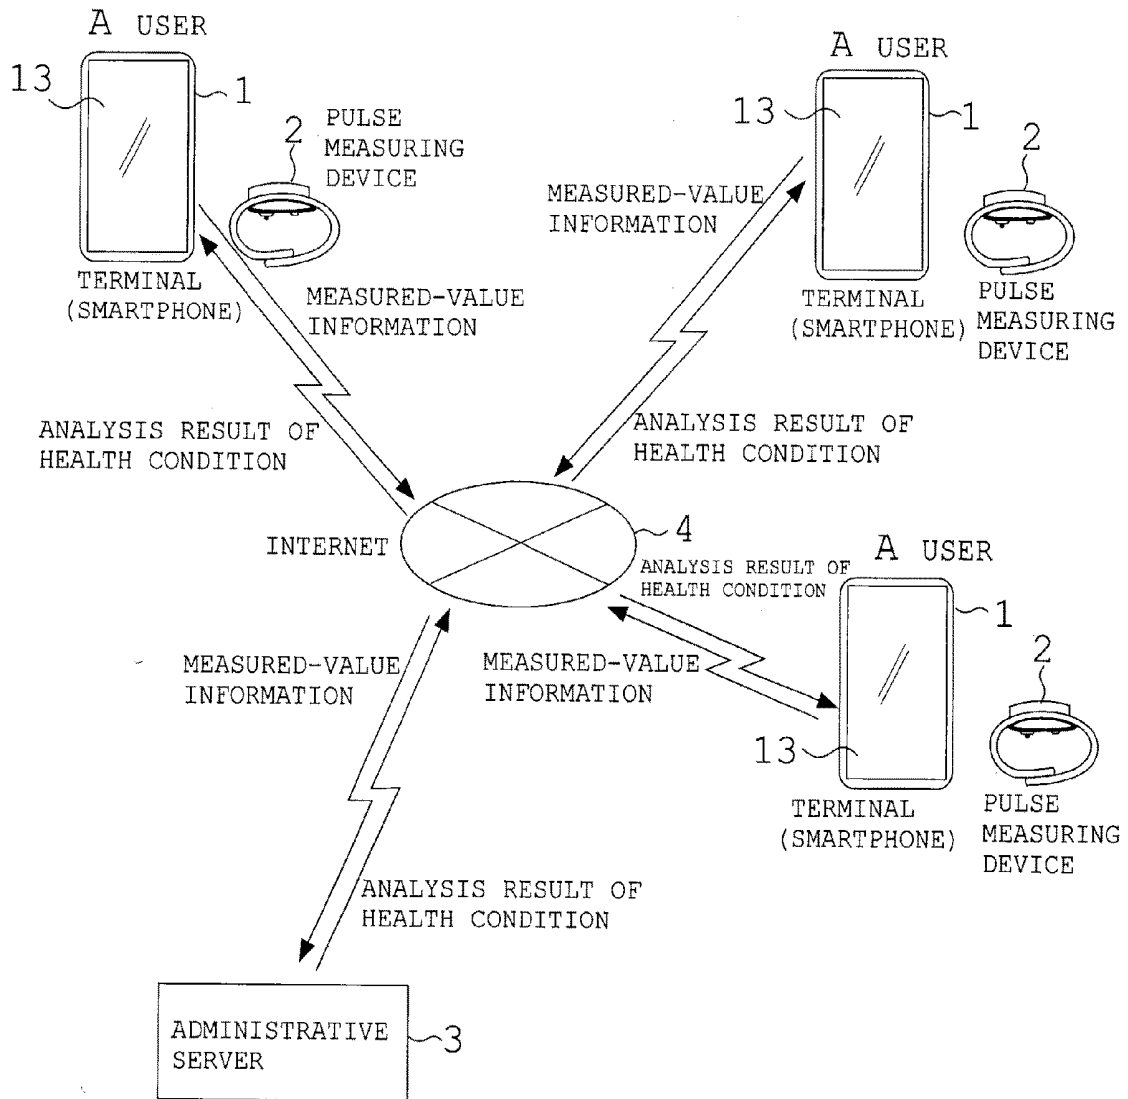 A USER
13
1
2
PULSE
MEASURING
DEVICE
TERMINAL
(SMARTPHONE)
MEASURED-VALUE
INFORMATION
ANALYSIS RESULT OF
HEALTH CONDITION
A USER
13
1
2
MEASURED-VALUE
INFORMATION
TERMINAL
(SMARTPHONE)
PULSE
MEASURING
DEVICE
ANALYSIS RESULT OF
HEALTH CONDITION
INTERNET
4
A USER
ANALYSIS RESULT OF
HEALTH CONDITION
1
2
MEASURED-VALUE
INFORMATION
13
TERMINAL
(SMARTPHONE)
PULSE
MEASURING
DEVICE
MEASURED-VALUE
INFORMATION
ANALYSIS RESULT OF
HEALTH CONDITION
ADMINISTRATIVE
SERVER
3